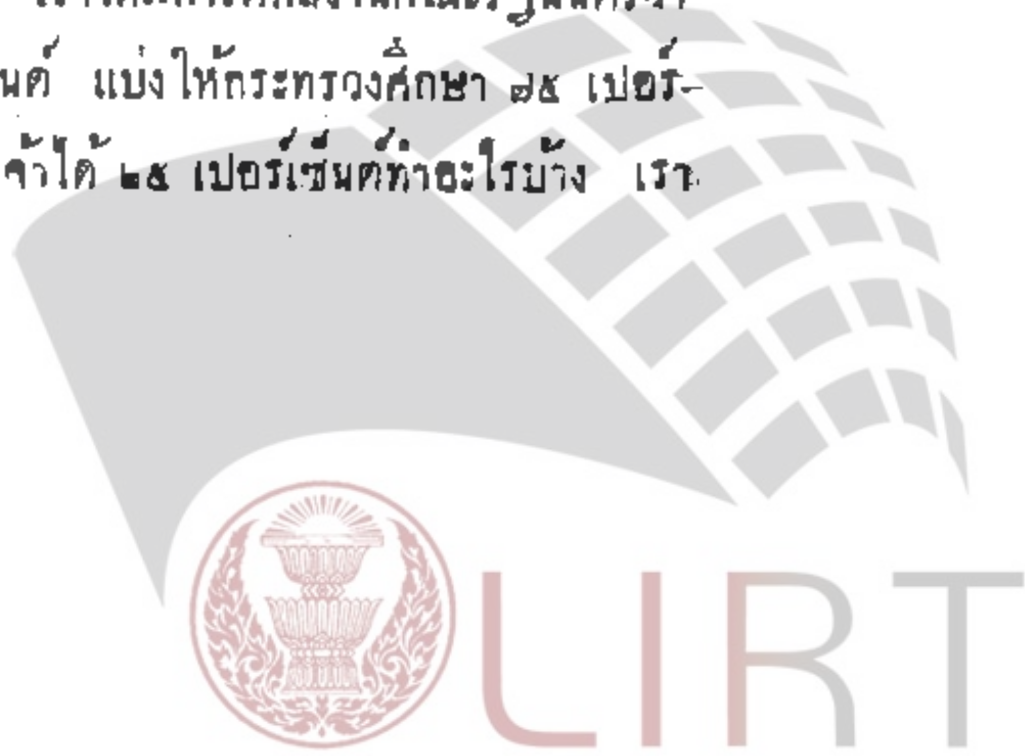 นต์ แบ่งให้กระทรวงศึกษา ๗๕ เปอร์-
จ้าได้ ๒๕ เปอร์เซ็นต์ทำอะไรบ้าง เรา
LIRT